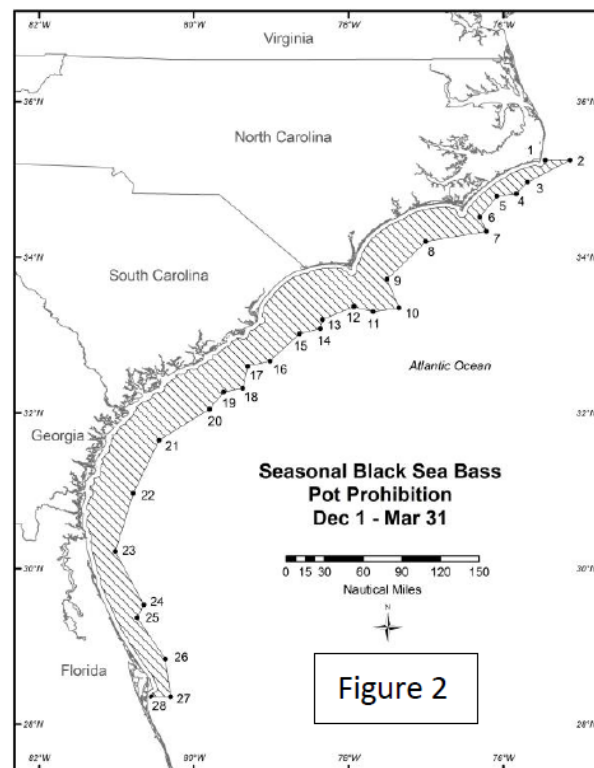 82°W 80°W 78°W 76°W
Virginia
36°N 36°N
North Carolina
1 2
3
5 4
6
7
8
34°N 34°N
South Carolina
9
10
12 11
13
14
15
16
17
Atlantic Ocean
18
19
20
32°N 32°N
Georgia
21
Seasonal Black Sea Bass
Pot Prohibition
Dec 1 - Mar 31
22
23
0 15 30 60 90 120 150
Nautical Miles
30°N 30°N
24
25
N
26
Florida
Figure 2
28 27
28°N 28°N
82°W 80°W 78°W 76°W